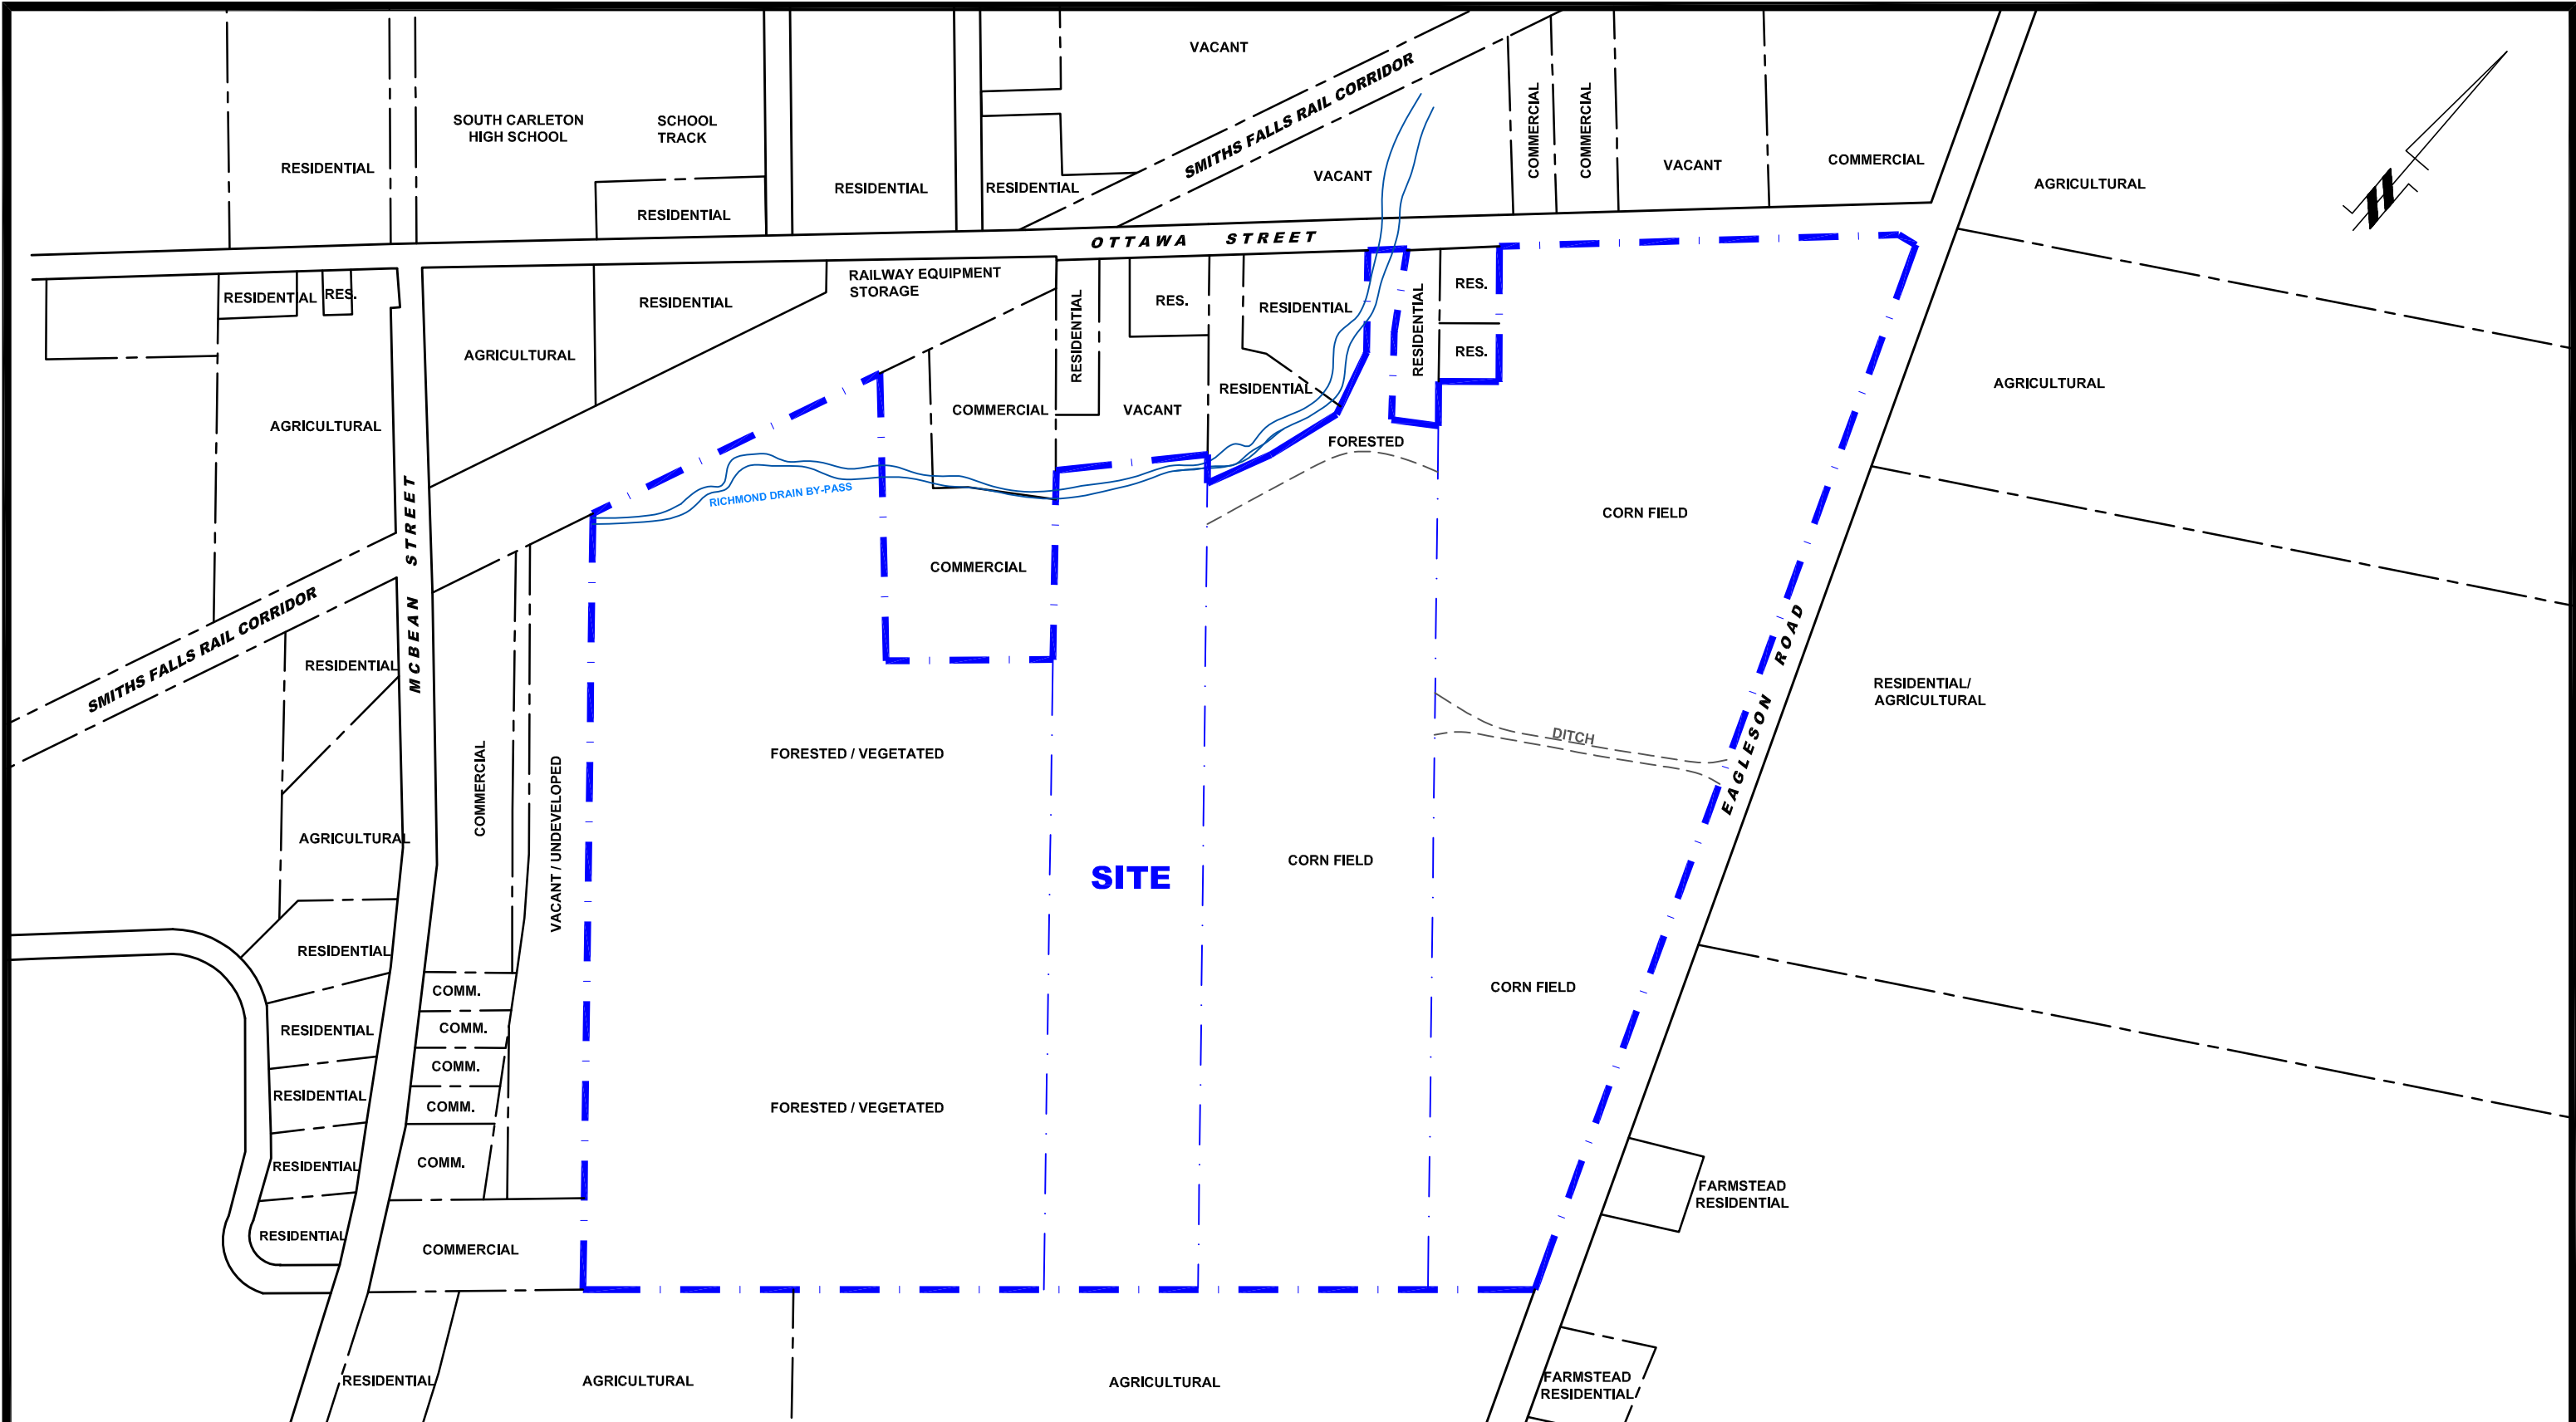 VACANT
SMITHS FALLS RAIL CORRIDOR
SOUTH CARLETON
HIGH SCHOOL
SCHOOL
TRACK
COMMERCIAL
COMMERCIAL
RESIDENTIAL
RESIDENTIAL
RESIDENTIAL
RESIDENTIAL
VACANT
VACANT
COMMERCIAL
AGRICULTURAL
RESIDENTIAL
OTTAWA STREET
RAILWAY EQUIPMENT
STORAGE
RESIDENTIAL
RES.
RESIDENTIAL
RESIDENTIAL
RES.
RESIDENTIAL
RESIDENTIAL
RES.
RES.
AGRICULTURAL
AGRICULTURAL
RESIDENTIAL
COMMERCIAL
VACANT
AGRICULTURAL
FORESTED
RICHMOND DRAIN BY-PASS
CORN FIELD
MCBEAN STREET
COMMERCIAL
SMITHS FALLS RAIL CORRIDOR
RESIDENTIAL
EAGLESON ROAD
RESIDENTIAL/
AGRICULTURAL
DITCH
FORESTED / VEGETATED
COMMERCIAL
VACANT / UNDEVELOPED
AGRICULTURAL
SITE
CORN FIELD
RESIDENTIAL
COMM.
CORN FIELD
RESIDENTIAL
COMM.
COMM.
RESIDENTIAL
COMM.
FORESTED / VEGETATED
RESIDENTIAL
COMM.
FARMSTEAD
RESIDENTIAL
RESIDENTIAL
COMMERCIAL
RESIDENTIAL
AGRICULTURAL
AGRICULTURAL
FARMSTEAD
RESIDENTIAL